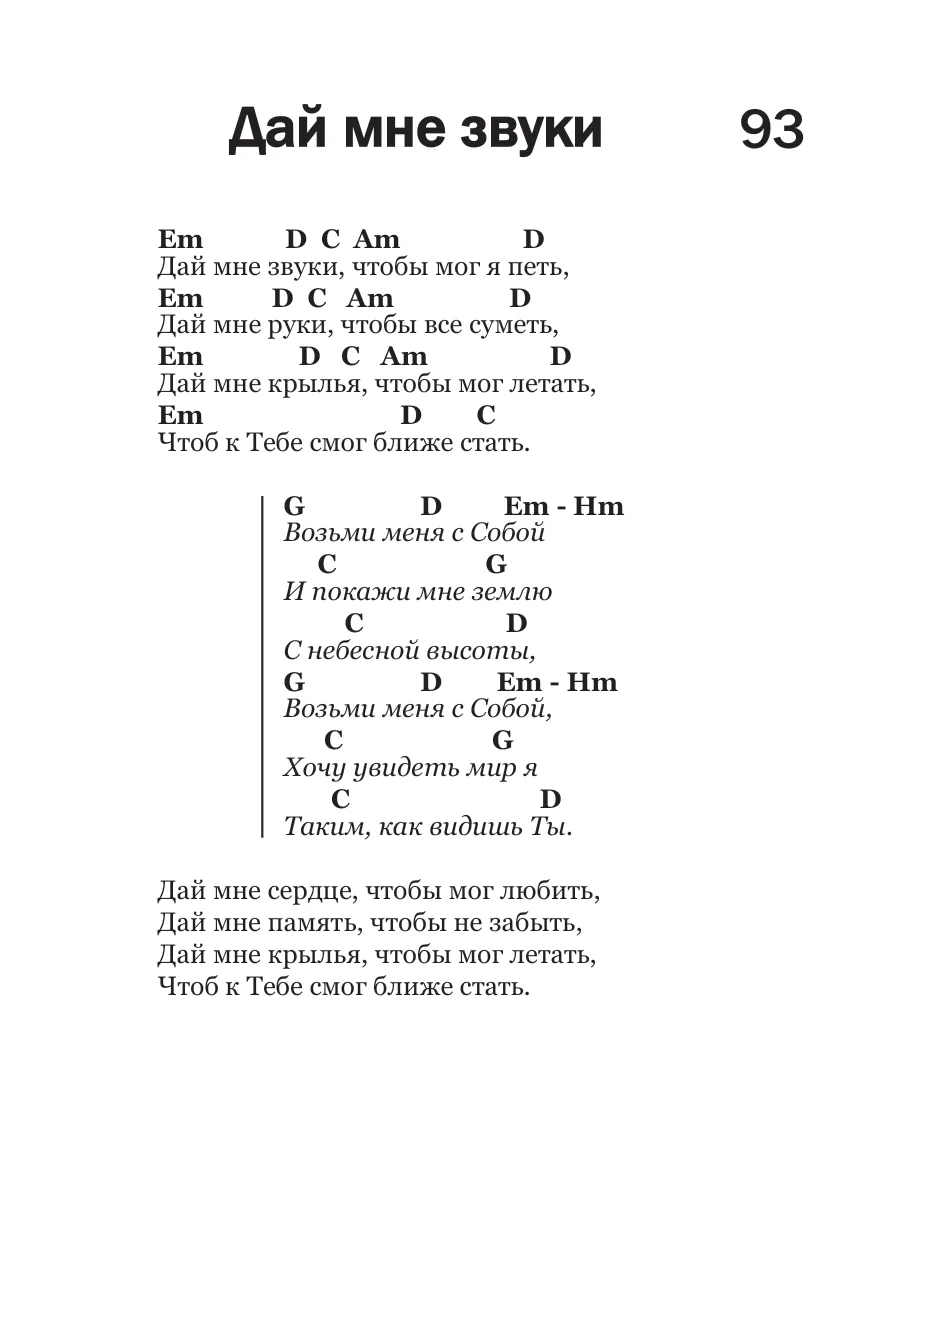 Дай мне звуки 93
Em D C Am D
Дай мне звуки, чтобы мог я петь,
Em D C Am D
Дай мне руки, чтобы все суметь,
Em D C Am D
Дай мне крылья, чтобы мог летать,
Em D C
Чтоб к Тебе смог ближе стать.
G D Em - Hm
Возьми меня с Собой
C G
И покажи мне землю
C D
С небесной высоты,
G D Em - Hm
Возьми меня с Собой,
C G
Хочу увидеть мир я
C D
Таким, как видишь Ты.
Дай мне сердце, чтобы мог любить,
Дай мне память, чтобы не забыть,
Дай мне крылья, чтобы мог летать,
Чтоб к Тебе смог ближе стать.